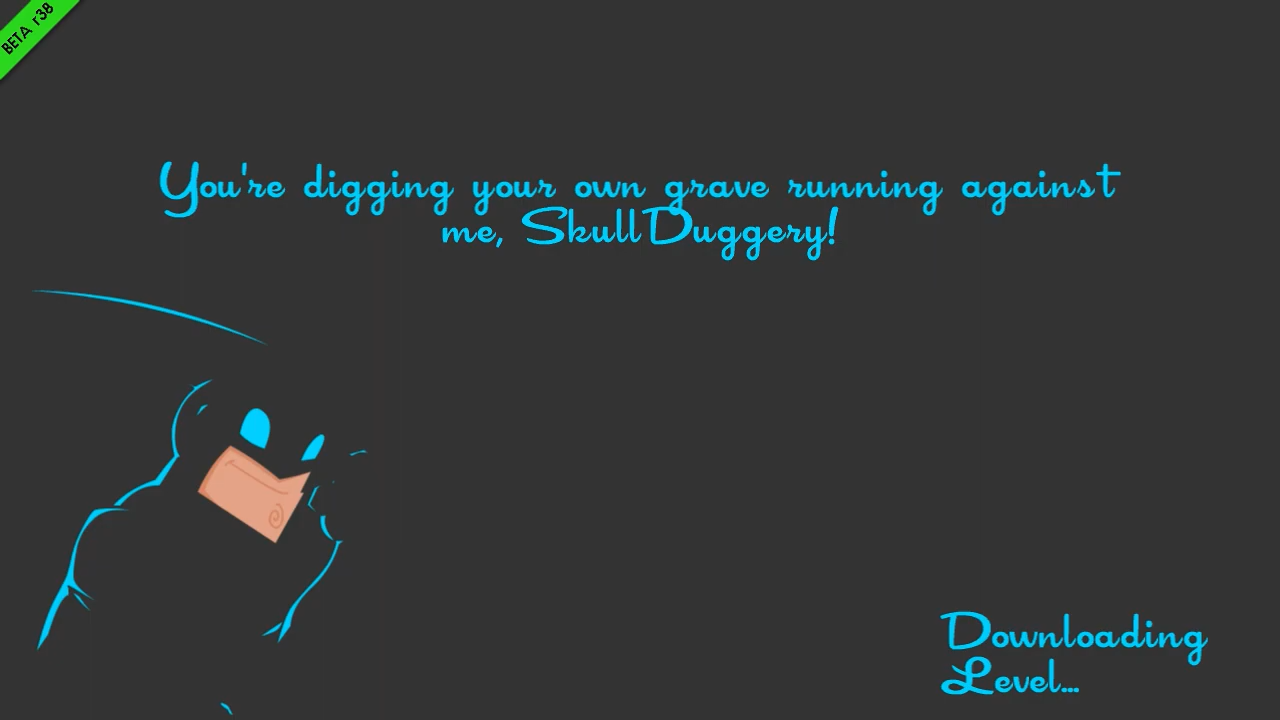 BETA r38
You're digging your own grave running against
me, SkullDuggery!
Downloading
Level...